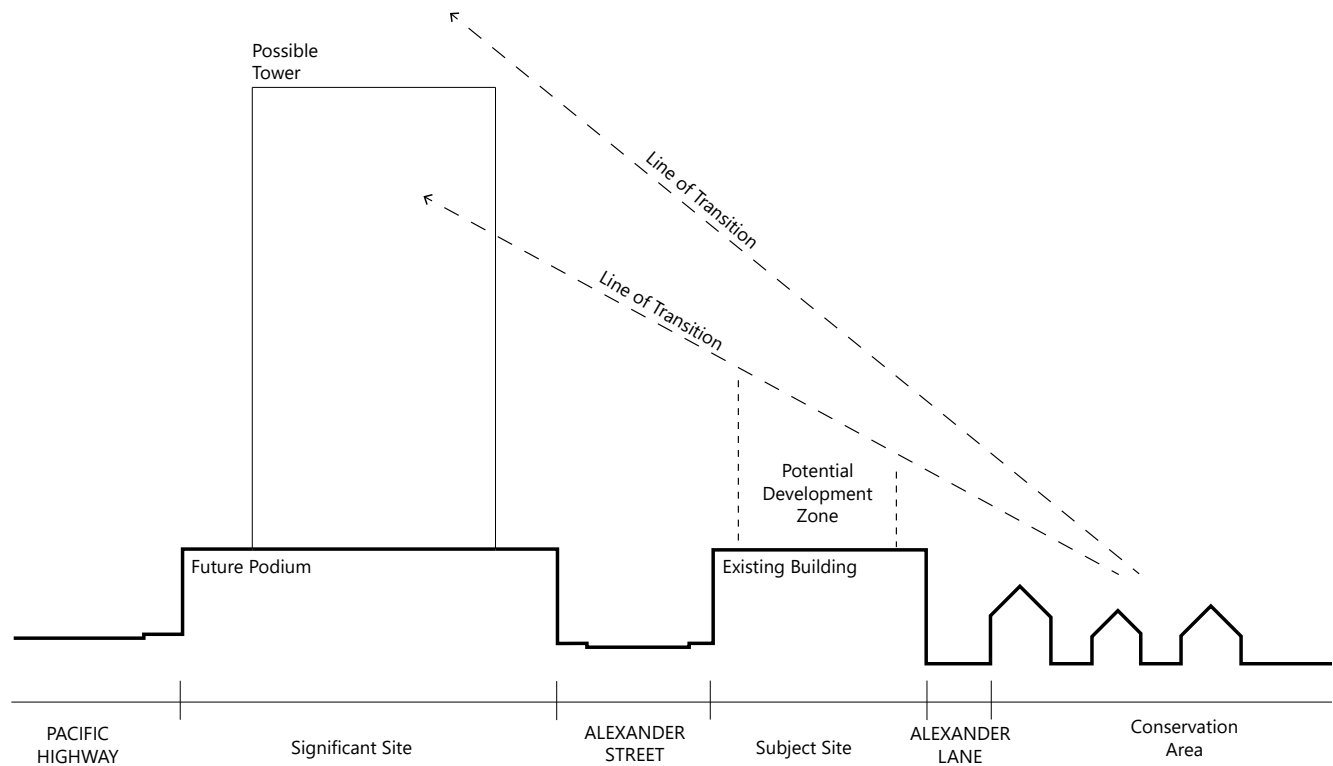 Possible
Tower
Line of Transition
Line of Transition
Potential
Development
Zone
Future Podium
Existing Building
PACIFIC
HIGHWAY
Significant Site
ALEXANDER
STREET
Subject Site
ALEXANDER
LANE
Conservation
Area